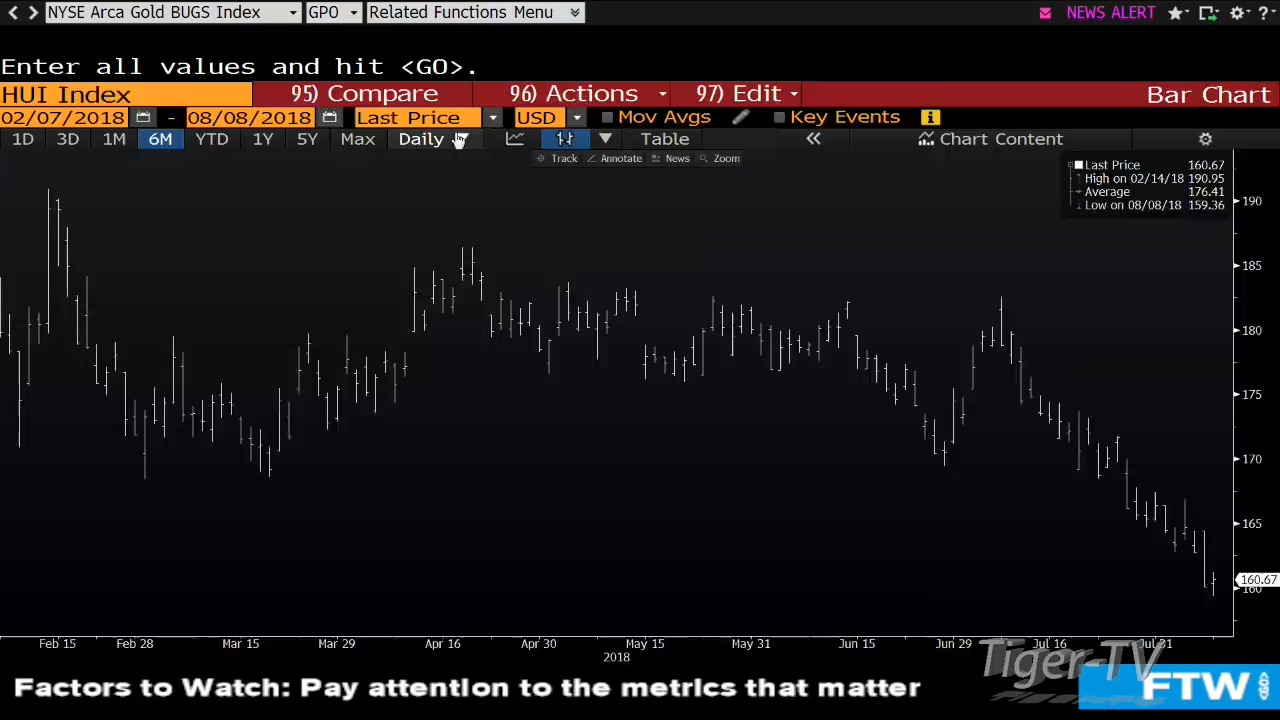 NYSE Arca Gold BUGS Index GPO Related Functions Menu NEWS ALERT ?
Enter all values and hit <GO>.
HUI Index 95) Compare 96) Actions 97) Edit Bar Chart
02/07/2018 - 08/08/2018 Last Price USD Mov Avgs Key Events
1D 3D 1M 6M YTD 1Y 5Y Max Daily Table « Chart Content
Track Annotate News Zoom
Last Price 160.67
High on 02/14/18 190.95
Average 176.41
Low on 08/08/18 159.36
190
185
180
175
170
165
160.67
160
Feb 15 Feb 28 Mar 15 Mar 29 Apr 16 Apr 30 May 15 May 31 Jun 15 Jun 29 Jul 16 Jul 31
2018
Tiger-TV
Factors to Watch: Pay attention to the metrics that matter
FTW